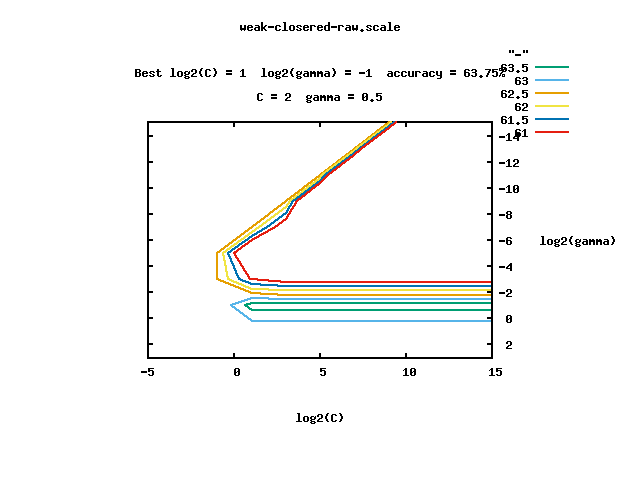 weak-closered-raw.scale
"-"
Best log2(C) = 1  log2(gamma) = -1  accuracy = 63.75%
63.5
63
C = 2  gamma = 0.5
62.5
62
61.5
61
-14
-12
-10
-8
-6
log2(gamma)
-4
-2
0
2
-5 0 5 10 15
log2(C)